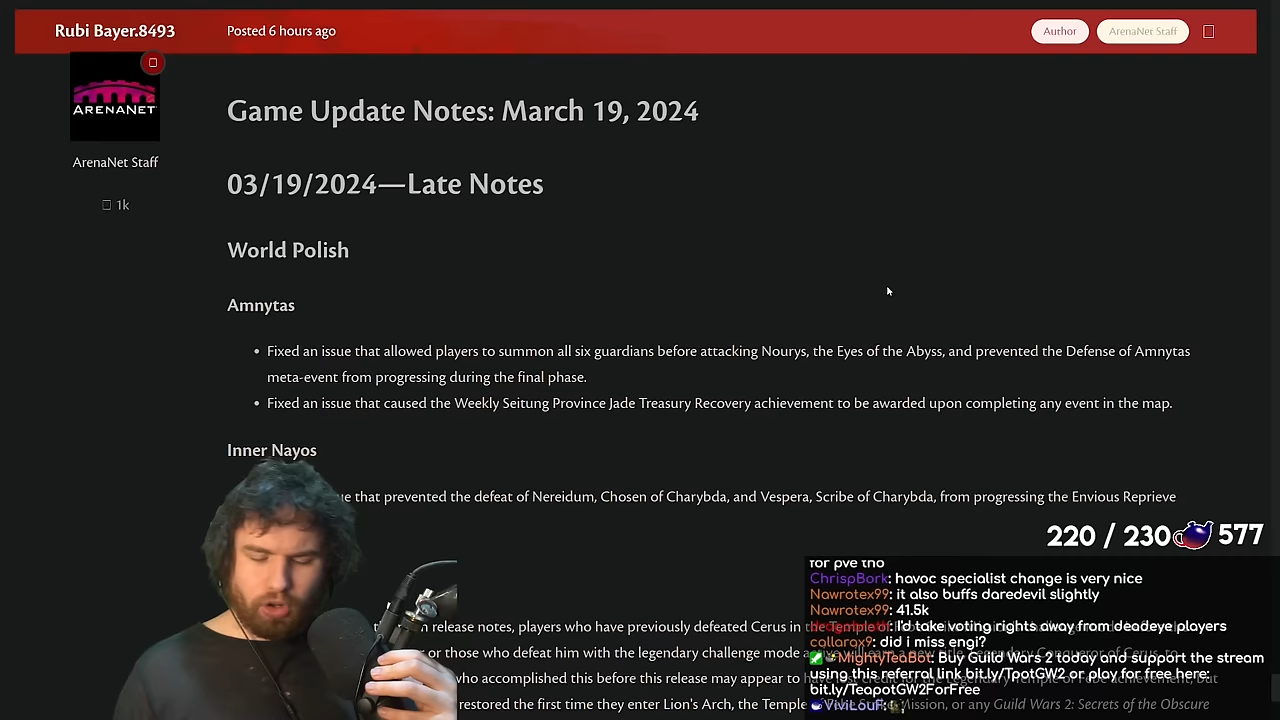 Rubi Bayer.8493
Posted 6 hours ago
Author
ArenaNet Staff
ARENANET
ArenaNet Staff
1k
Game Update Notes: March 19, 2024
03/19/2024—Late Notes
World Polish
Amnytas
• Fixed an issue that allowed players to summon all six guardians before attacking Nourys, the Eyes of the Abyss, and prevented the Defense of Amnytas
meta-event from progressing during the final phase.
• Fixed an issue that caused the Weekly Seitung Province Jade Treasury Recovery achievement to be awarded upon completing any event in the map.
Inner Nayos
that prevented the defeat of Nereidum, Chosen of Charybda, and Vespera, Scribe of Charybda, from progressing the Envious Reprieve
220 / 230 577
release notes, players who have previously defeated Cerus in the Temple
or those who defeat him with the legendary challenge mode
who accomplished this before this release may appear to
restored the first time they enter Lion's Arch, the Temple Mission, or any Guild Wars 2: Secrets of the Obscure
for pve tho
ChrispBork: havoc specialist change is very nice
Nawrotex99: it also buffs daredevil slightly
Nawrotex99: 41.5k
: I'd take voting rights away from deadeye players
callarax9: did i miss engi?
MightyTeaBot: Buy Guild Wars 2 today and support the stream
using this referral link bit.ly/TpotGW2 or play for free here:
bit.ly/TeapotGW2ForFree
ViviLouFi: